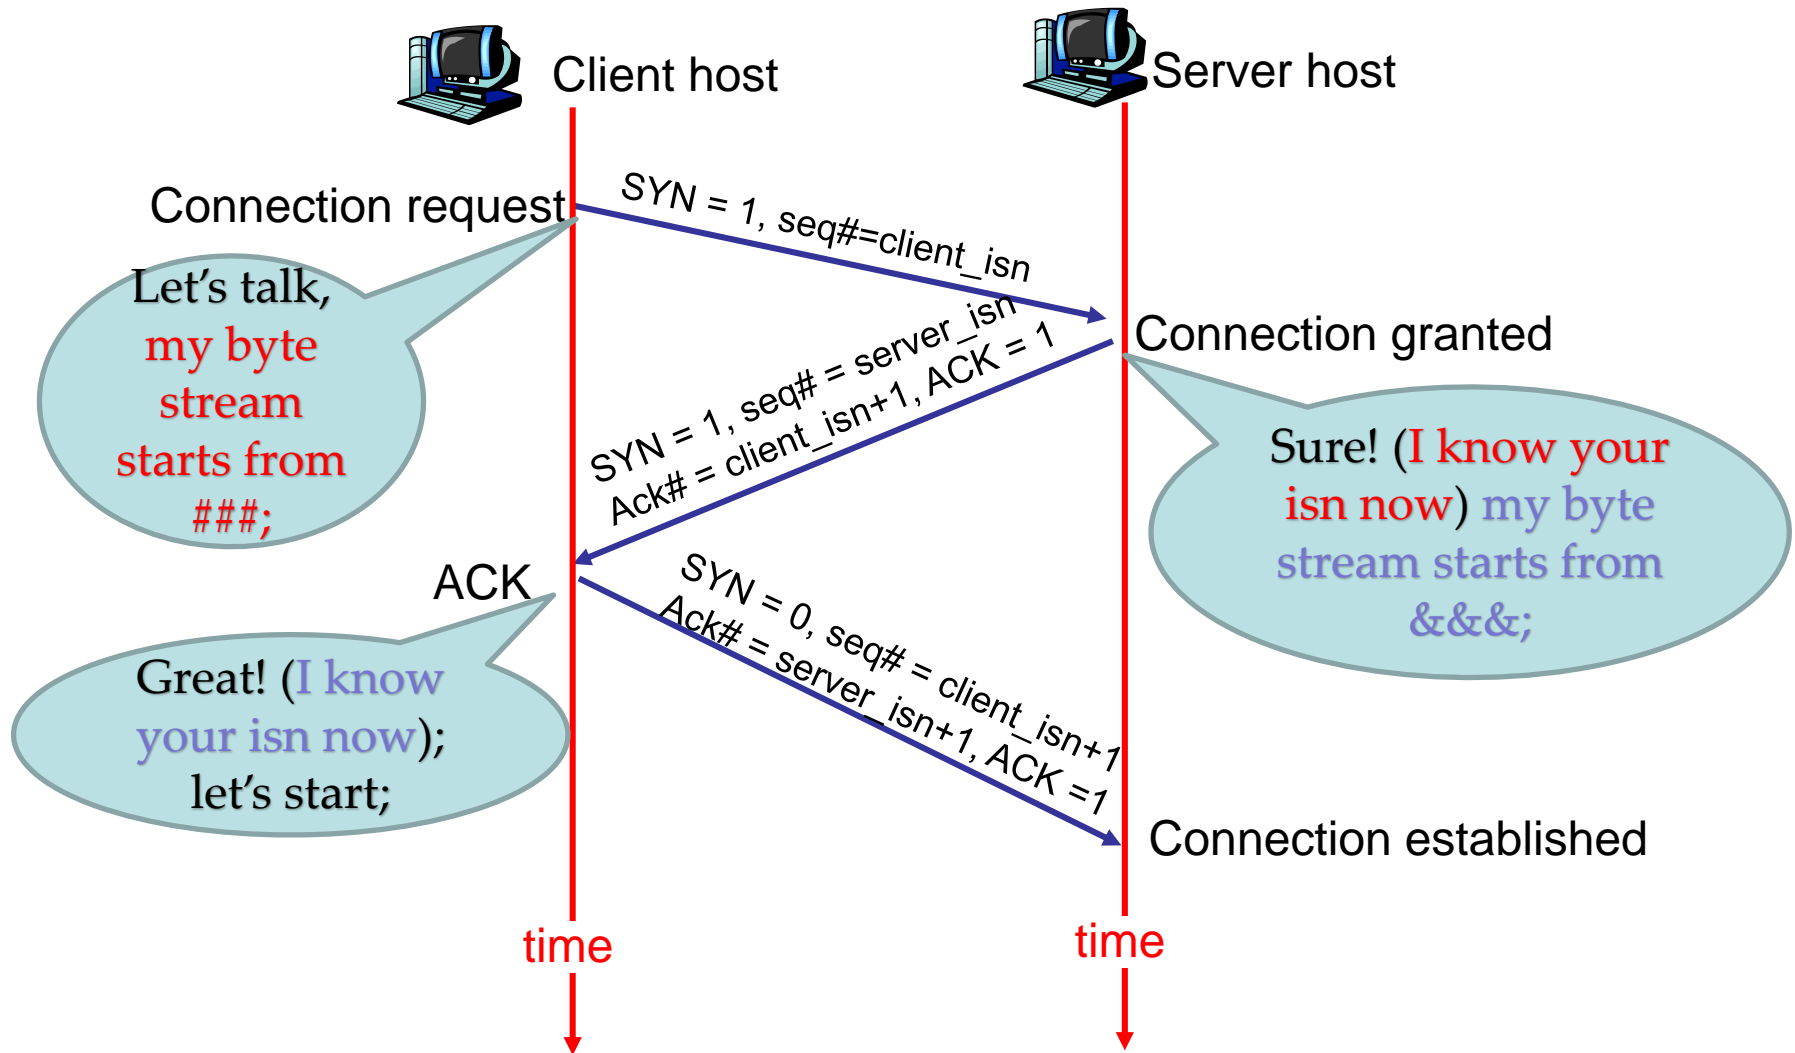 Client host
Server host
Connection request
SYN = 1, seq#=client_isn
Let's talk,
my byte
stream
starts from
###;
Connection granted
SYN = 1, seq# = server_isn
Ack# = client_isn+1, ACK = 1
Sure! (I know your
isn now) my byte
stream starts from
&&&;
ACK
SYN = 0, seq# = client_isn+1
Ack# = server_isn+1, ACK =1
Great! (I know
your isn now);
let's start;
Connection established
time
time